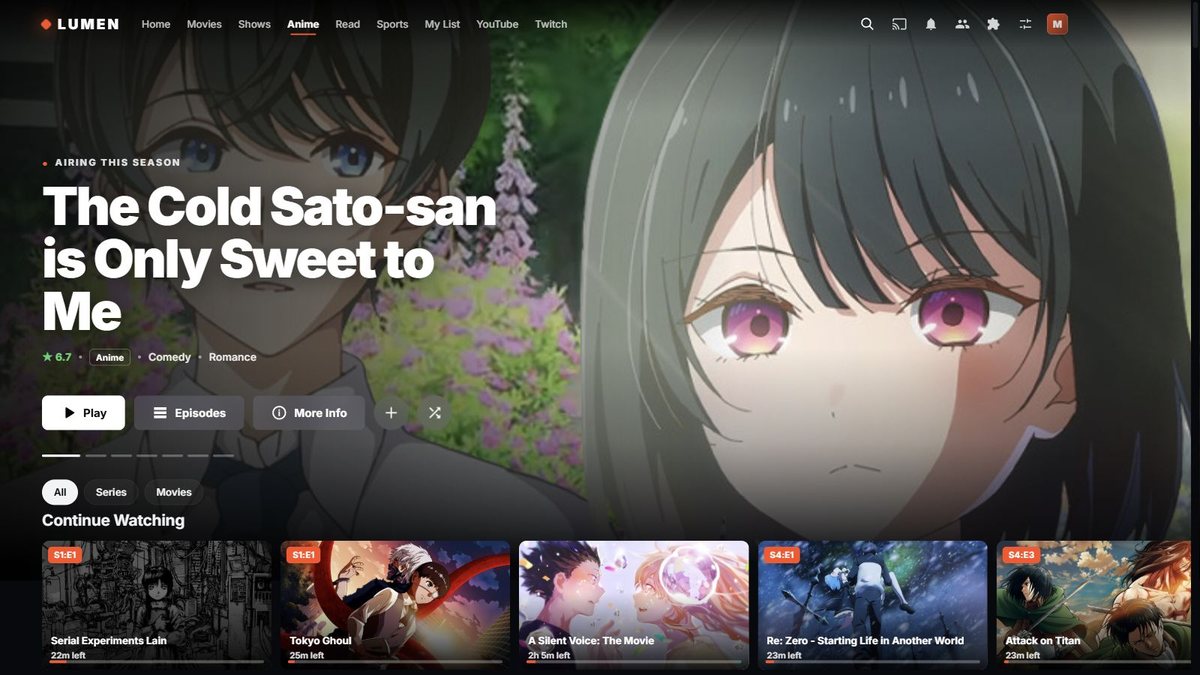 LUMEN
Home Movies Shows Anime Read Sports My List YouTube Twitch
M
AIRING THIS SEASON
The Cold Sato-san
is Only Sweet to
Me
★ 6.7 • Anime • Comedy • Romance
Play
Episodes
More Info
All
Series
Movies
Continue Watching
S1:E1
Serial Experiments Lain
22m left
S1:E1
Tokyo Ghoul
25m left
A Silent Voice: The Movie
2h 5m left
S4:E1
Re: Zero - Starting Life in Another World
23m left
S4:E3
Attack on Titan
23m left